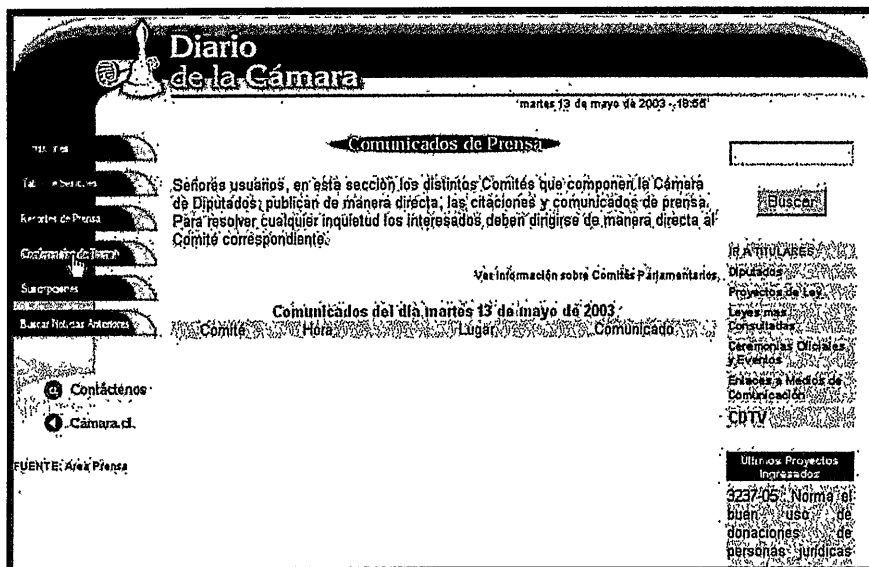 Diario
de la Cámara
martes 13 de mayo de 2003 - 18:56
Comunicados de Prensa
Señores usuarios, en esta sección los distintos Comités que componen la Cámara
de Diputados, publican de manera directa, las citaciones y comunicados de prensa.
Para resolver cualquier inquietud los interesados, deben dirigirse de manera directa al
Comité correspondiente.
Ver información sobre Comités Parlamentarios
Comunicados del día martes 13 de mayo de 2003
Comité Hora Lugar Comunicado
Recortes de Prensa
Suscripciones
Buscar Noticias Anteriores
Contáctenos
Cámara.cl
FUENTE: Area Prensa
Buscar
IR A TITULARES
Diputados
Proyectos de Ley
Leyes mas
Consultadas
Ceremonias Oficiales
y Eventos
Enlaces a Medios de
Comunicación
CDTV
Últimos Proyectos
Ingresados
3237-05 Norma el
buen uso de
donaciones de
personas jurídicas